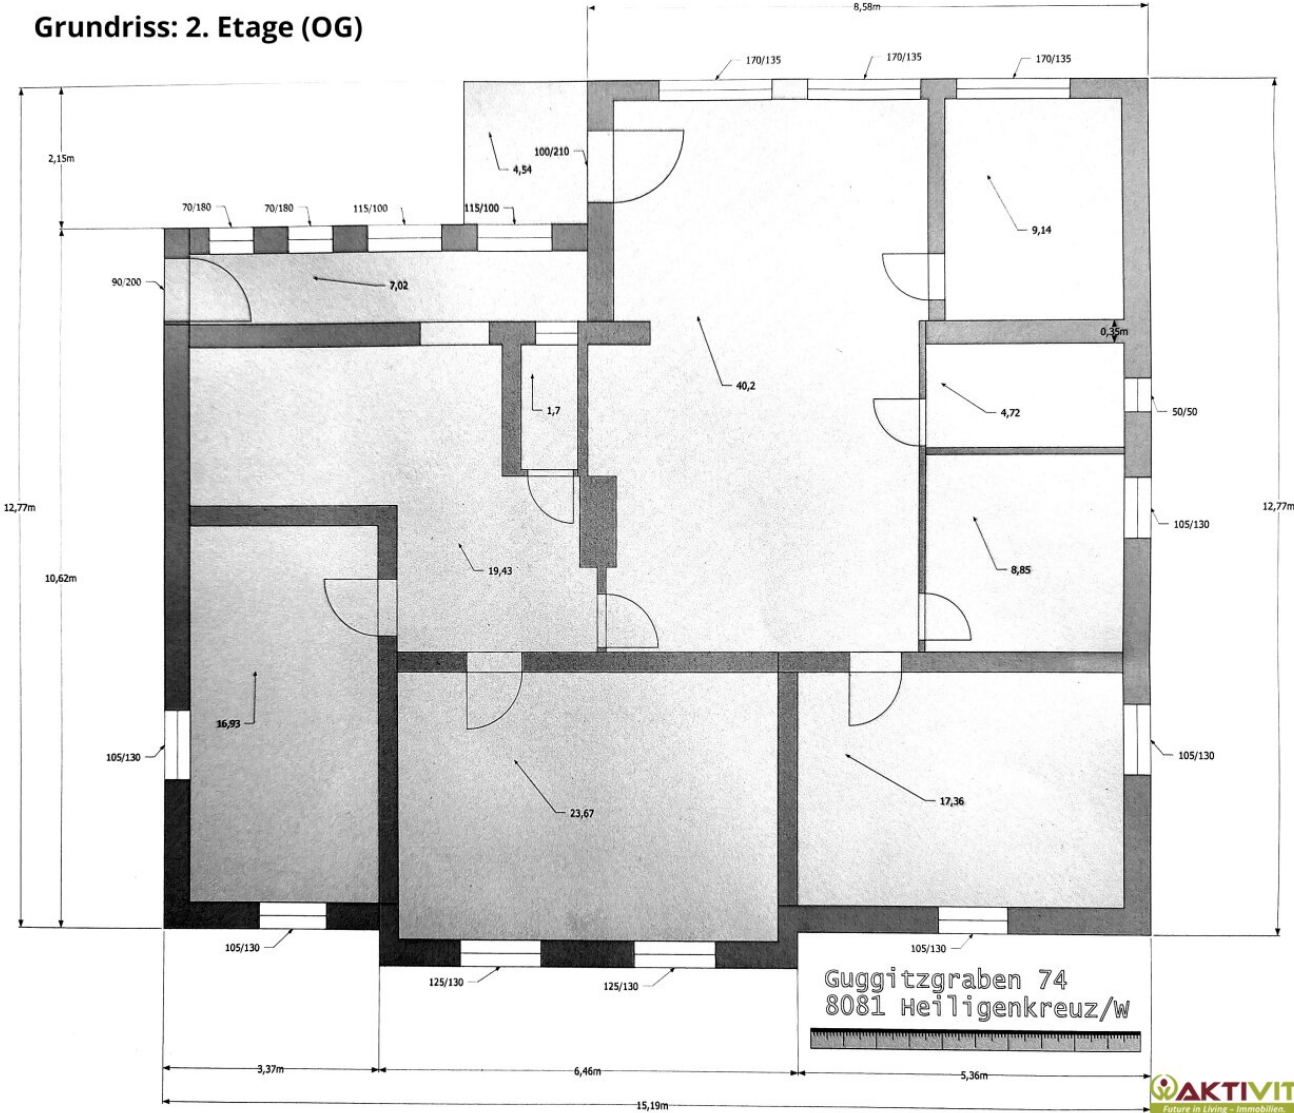 Grundriss: 2. Etage (OG)
8,58m
170/135
170/135
170/135
2,15m
100/210
4,54
70/180
70/180
115/100
115/100
9,14
90/200
7,02
0,35m
40,2
1,7
4,72
50/50
12,77m
12,77m
105/130
10,62m
19,43
8,85
16,93
105/130
105/130
23,67
17,36
105/130
105/130
125/130
125/130
Guggitzgraben 74
8081 Heiligenkreuz/W
3,37m
6,46m
5,36m
15,19m
AKTIVIT
Future in Living – Immobilien.